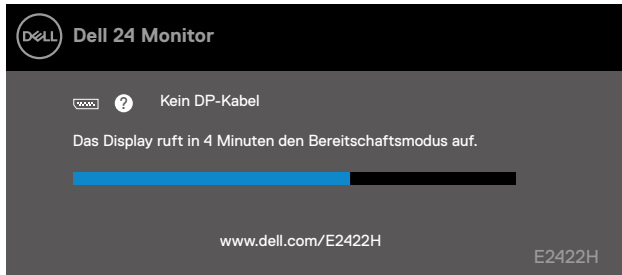 DELL Dell 24 Monitor
? Kein DP-Kabel
Das Display ruft in 4 Minuten den Bereitschaftsmodus auf.
www.dell.com/E2422H
E2422H